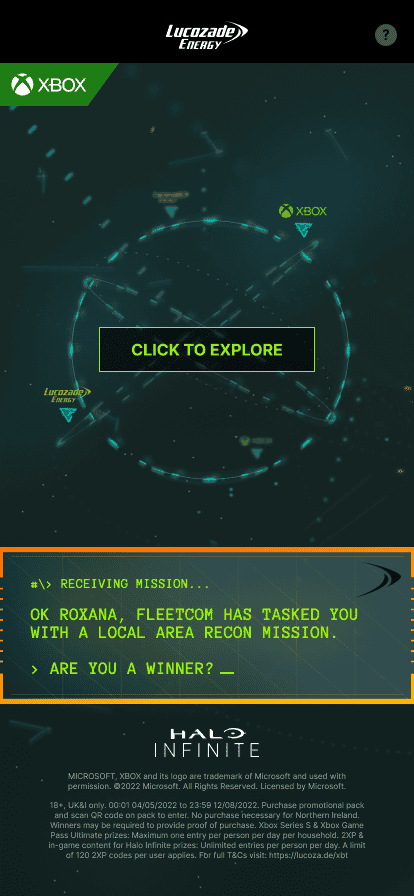 Lucozade
ENERGY
?
XBOX
XBOX
CLICK TO EXPLORE
Lucozade
ENERGY
XBOX
#\> RECEIVING MISSION...
OK ROXANA, FLEETCOM HAS TASKED YOU
WITH A LOCAL AREA RECON MISSION.
> ARE YOU A WINNER? _
HALO
INFINITE
MICROSOFT, XBOX and its logo are trademark of Microsoft and used with
permission. ©2022 Microsoft. All Rights Reserved. Licensed by Microsoft.
18+, UK&I only. 00:01 04/05/2022 to 23:59 12/08/2022. Purchase promotional pack
and scan QR code on pack to enter. No purchase necessary for Northern Ireland.
Winners may be required to provide proof of purchase. Xbox Series S & Xbox Game
Pass Ultimate prizes: Maximum one entry per person per day per household. 2XP &
in-game content for Halo Infinite prizes: Unlimited entries per person per day. A limit
of 120 2XP codes per user applies. For full T&Cs visit: https://lucoza.de/xbt